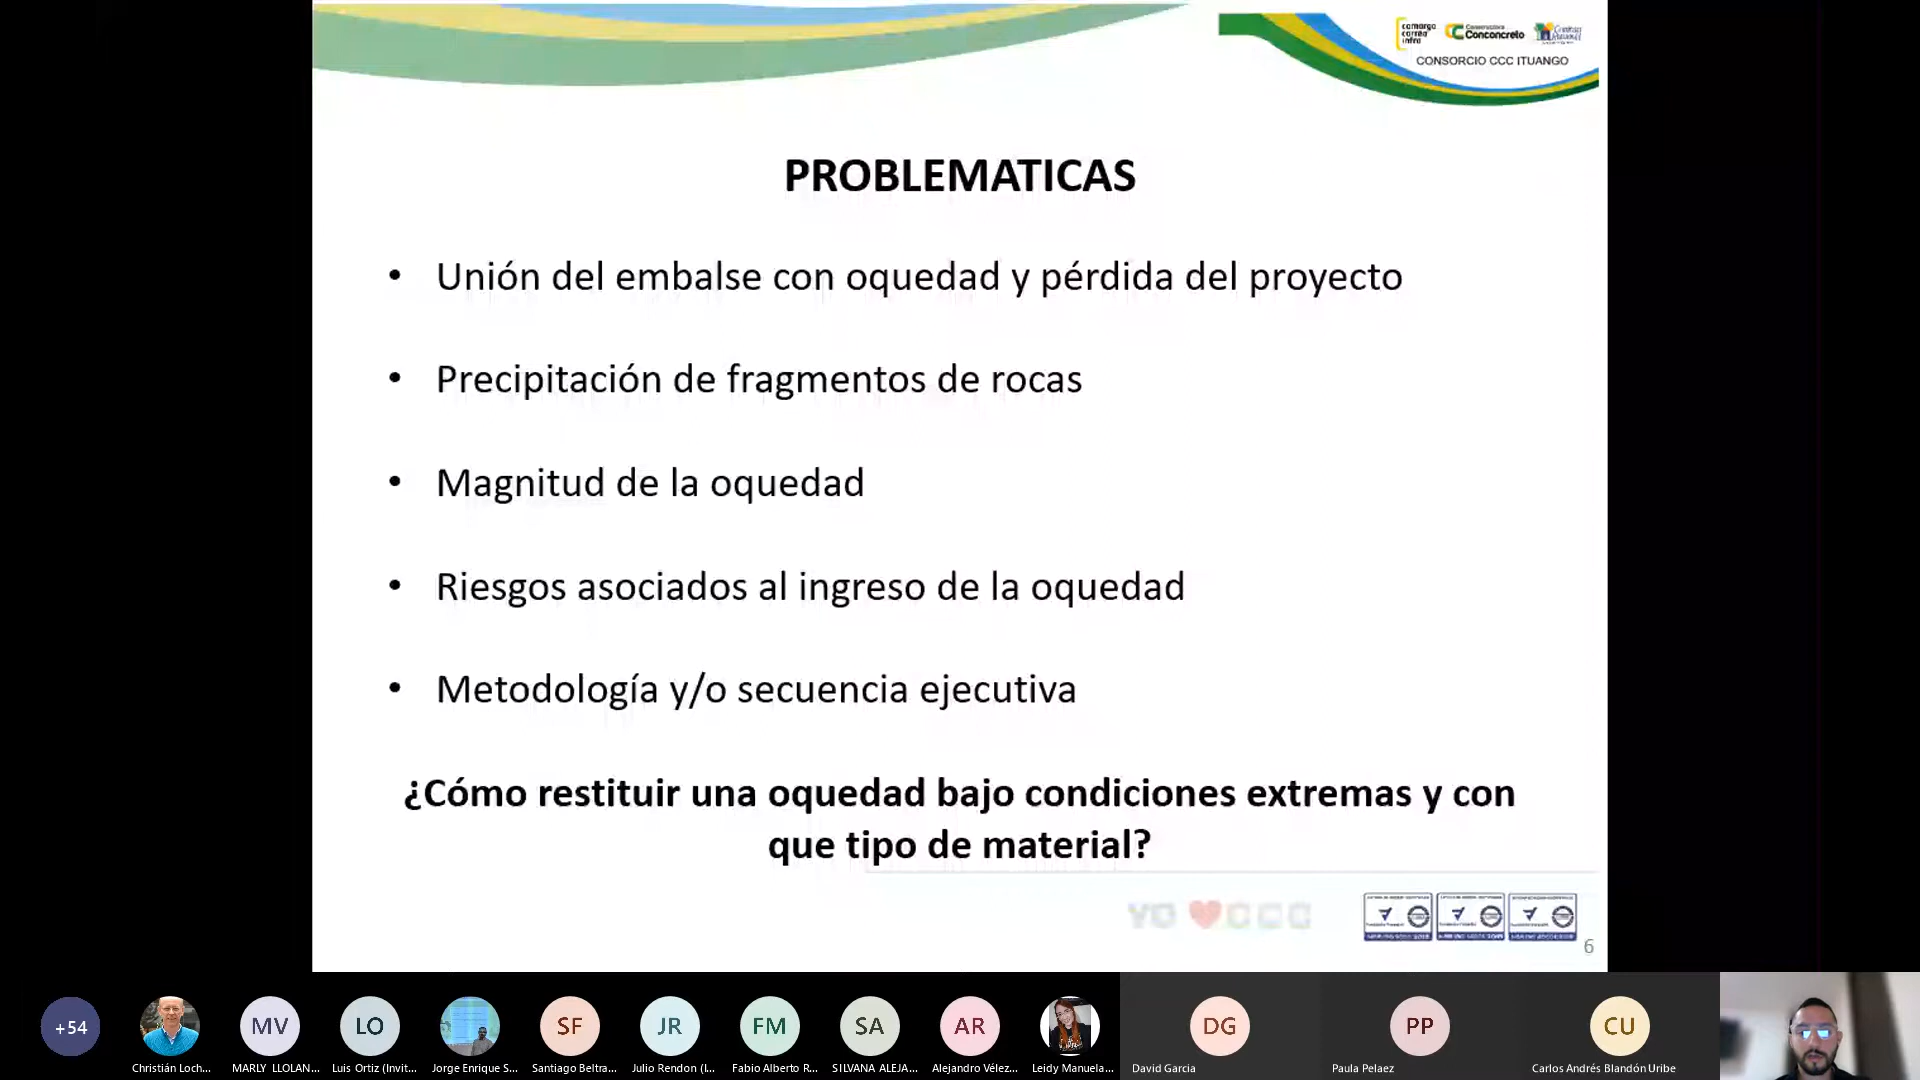 camargo
corrêa
infra
Constructora
Conconcreto
CONSORCIO CCC ITUANGO
PROBLEMATICAS
• Unión del embalse con oquedad y pérdida del proyecto
• Precipitación de fragmentos de rocas
• Magnitud de la oquedad
• Riesgos asociados al ingreso de la oquedad
• Metodología y/o secuencia ejecutiva
¿Cómo restituir una oquedad bajo condiciones extremas y con
que tipo de material?
YO ❤CCC
6
+54
MV
LO
SF
JR
FM
SA
AR
DG
PP
CU
Christián Loch...
MARLY LLOLAN...
Luis Ortiz (Invit...
Jorge Enrique S...
Santiago Beltra...
Julio Rendon (I...
Fabio Alberto R...
SILVANA ALEJA...
Alejandro Vélez...
Leidy Manuela...
David Garcia
Paula Pelaez
Carlos Andrés Blandón Uribe